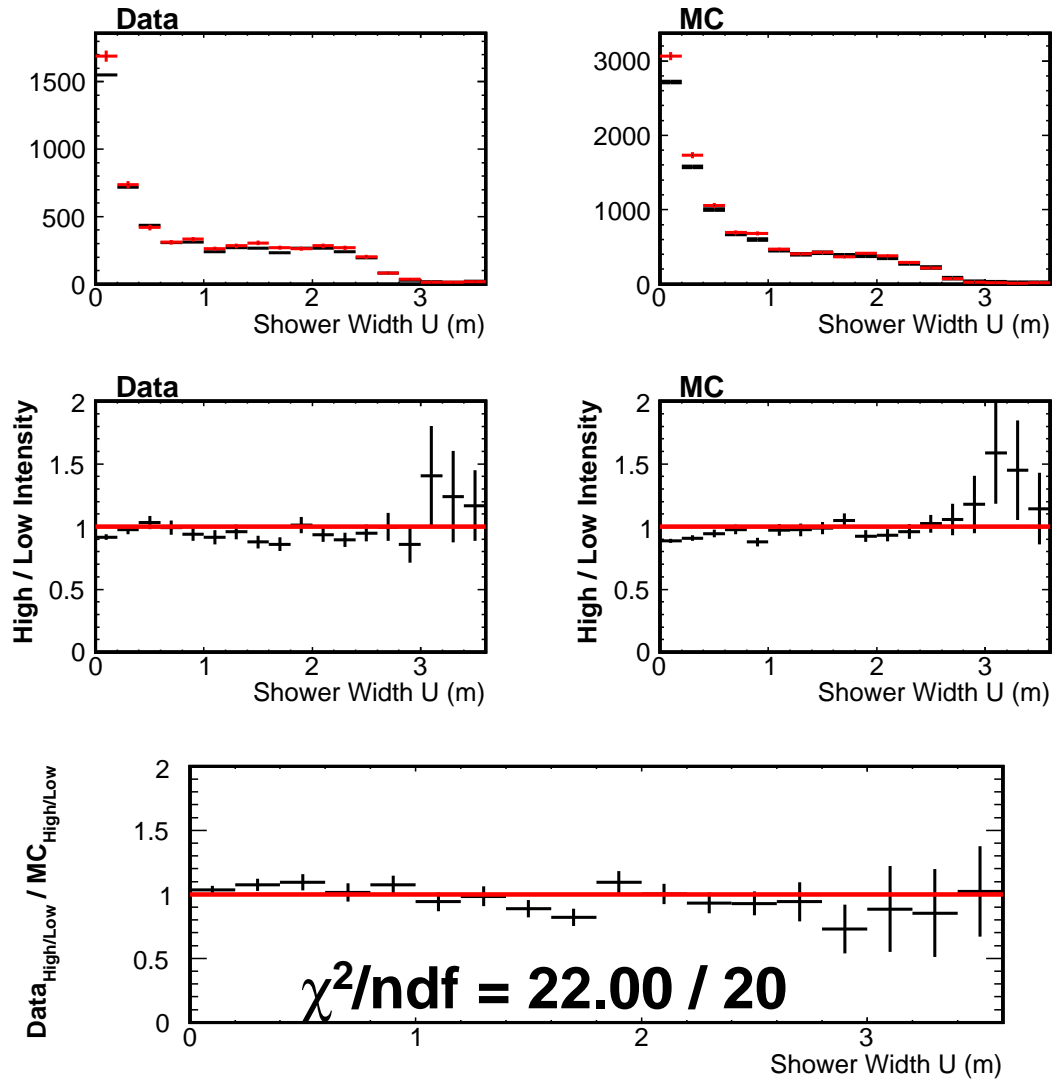 Data
1500
1000
500
0
0 1 2 3
Shower Width U (m)
MC
3000
2000
1000
0
0 1 2 3
Shower Width U (m)
Data
High / Low Intensity
2
1.5
1
0.5
0
0 1 2 3
Shower Width U (m)
MC
High / Low Intensity
2
1.5
1
0.5
0
0 1 2 3
Shower Width U (m)
Data_High/Low / MC_High/Low
2
1.5
1
0.5
0
χ²/ndf = 22.00 / 20
0 1 2 3
Shower Width U (m)